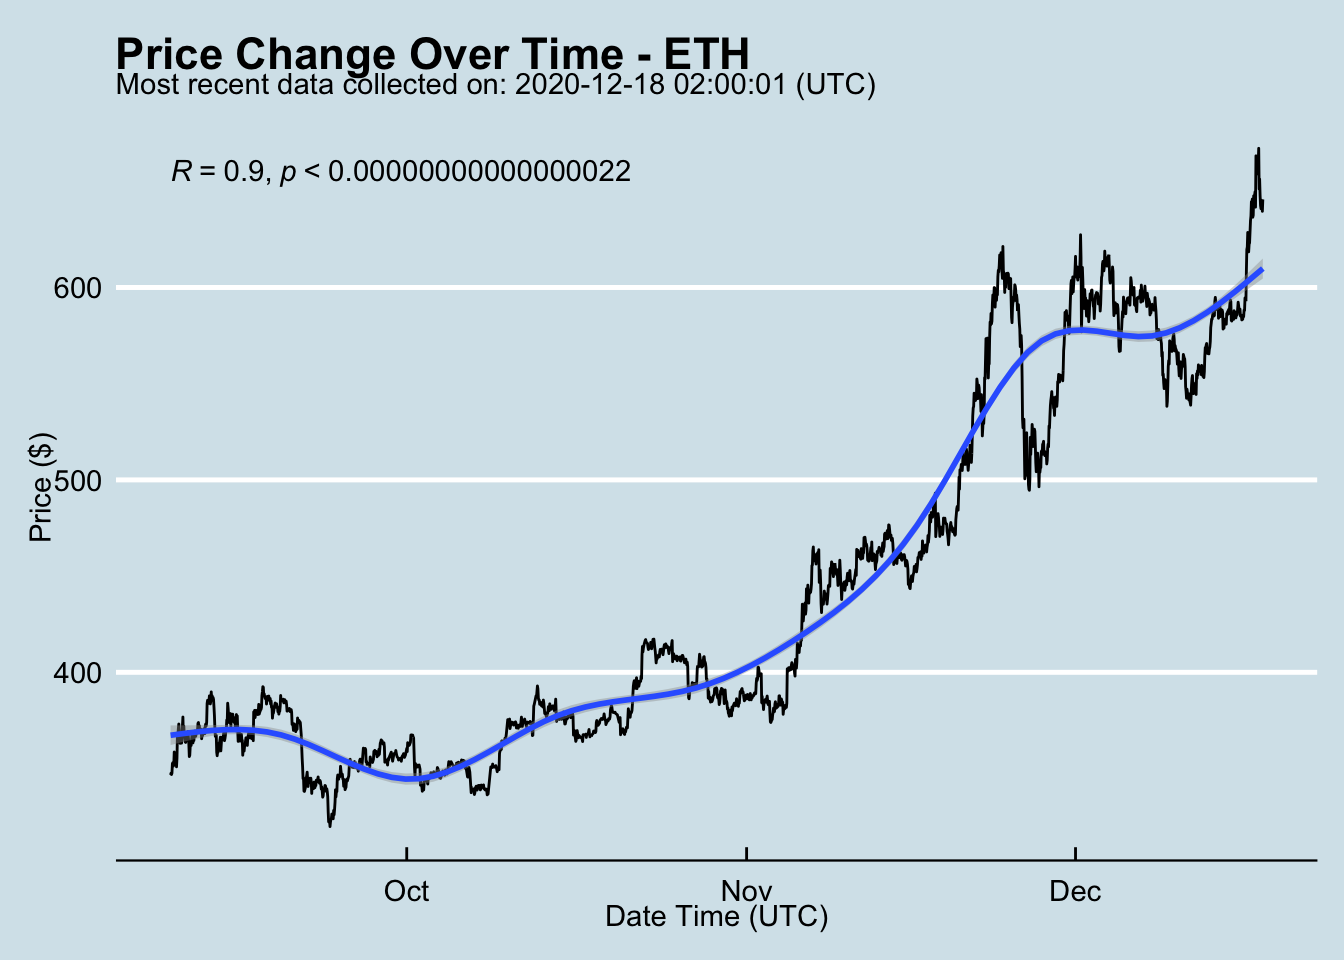 Price Change Over Time - ETH
Most recent data collected on: 2020-12-18 02:00:01 (UTC)
R = 0.9, p < 0.00000000000000022
600
500
400
Price ($)
Oct
Nov
Dec
Date Time (UTC)